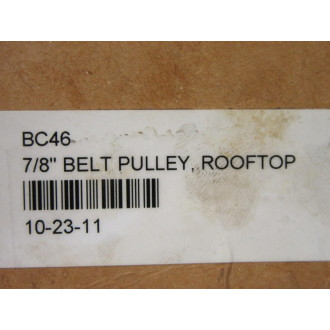 BC46
7/8" BELT PULLEY, ROOFTOP
10-23-11